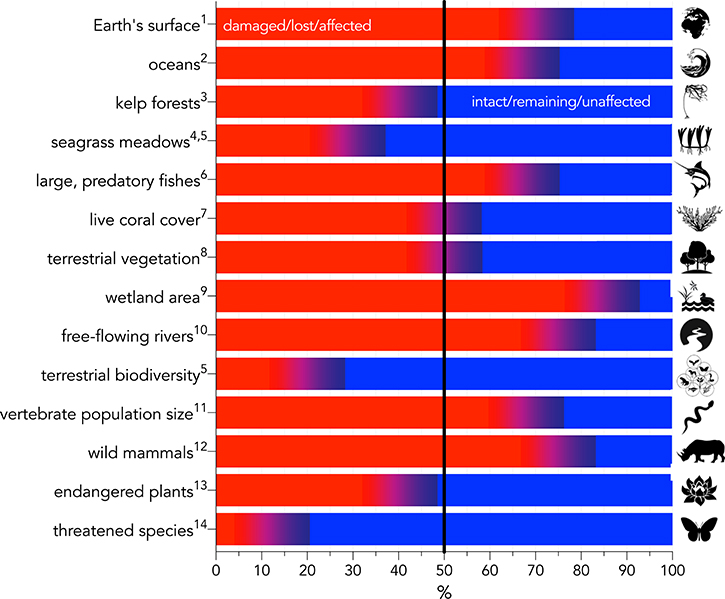 Earth's surface1
damaged/lost/affected
oceans2
kelp forests3
intact/remaining/unaffected
seagrass meadows4,5
large, predatory fishes6
live coral cover7
terrestrial vegetation8
wetland area9
free-flowing rivers10
terrestrial biodiversity5
vertebrate population size11
wild mammals12
endangered plants13
threatened species14
0 10 20 30 40 50 60 70 80 90 100
%